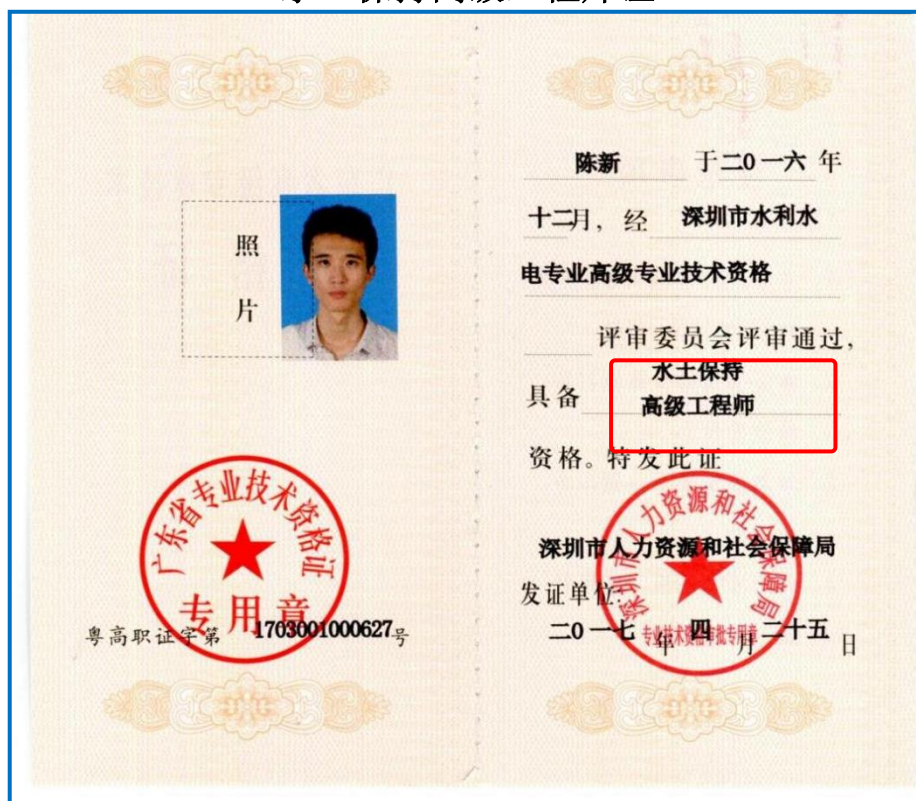 照
片
广东省专业技术资格证
专用章
粤高职证字第 1703001000627号
陈新 于二0一六 年
十二月, 经 深圳市水利水
电专业高级专业技术资格
评审委员会评审通过,
水土保持
具备 高级工程师
资格。特发此证
深圳市人力资源和社会保障局
深圳市人力资源和社会保障局
发证单位:
专业技术资格审批专用章
二0一七 年 四 月 二十五 日